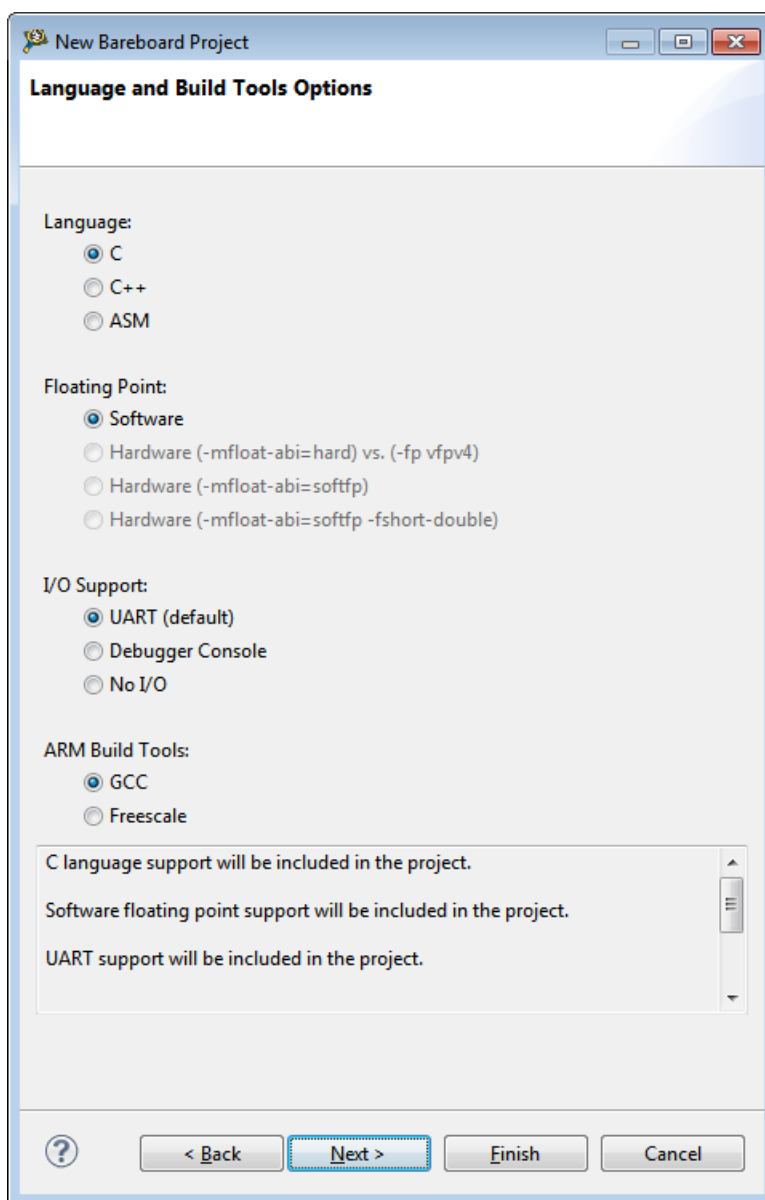 New Bareboard Project
Language and Build Tools Options
Language:
C
C++
ASM
Floating Point:
Software
Hardware (-mfloat-abi=hard) vs. (-fp vfpv4)
Hardware (-mfloat-abi=softfp)
Hardware (-mfloat-abi=softfp -fshort-double)
I/O Support:
UART (default)
Debugger Console
No I/O
ARM Build Tools:
GCC
Freescale
C language support will be included in the project.
Software floating point support will be included in the project.
UART support will be included in the project.
? < Back Next > Finish Cancel